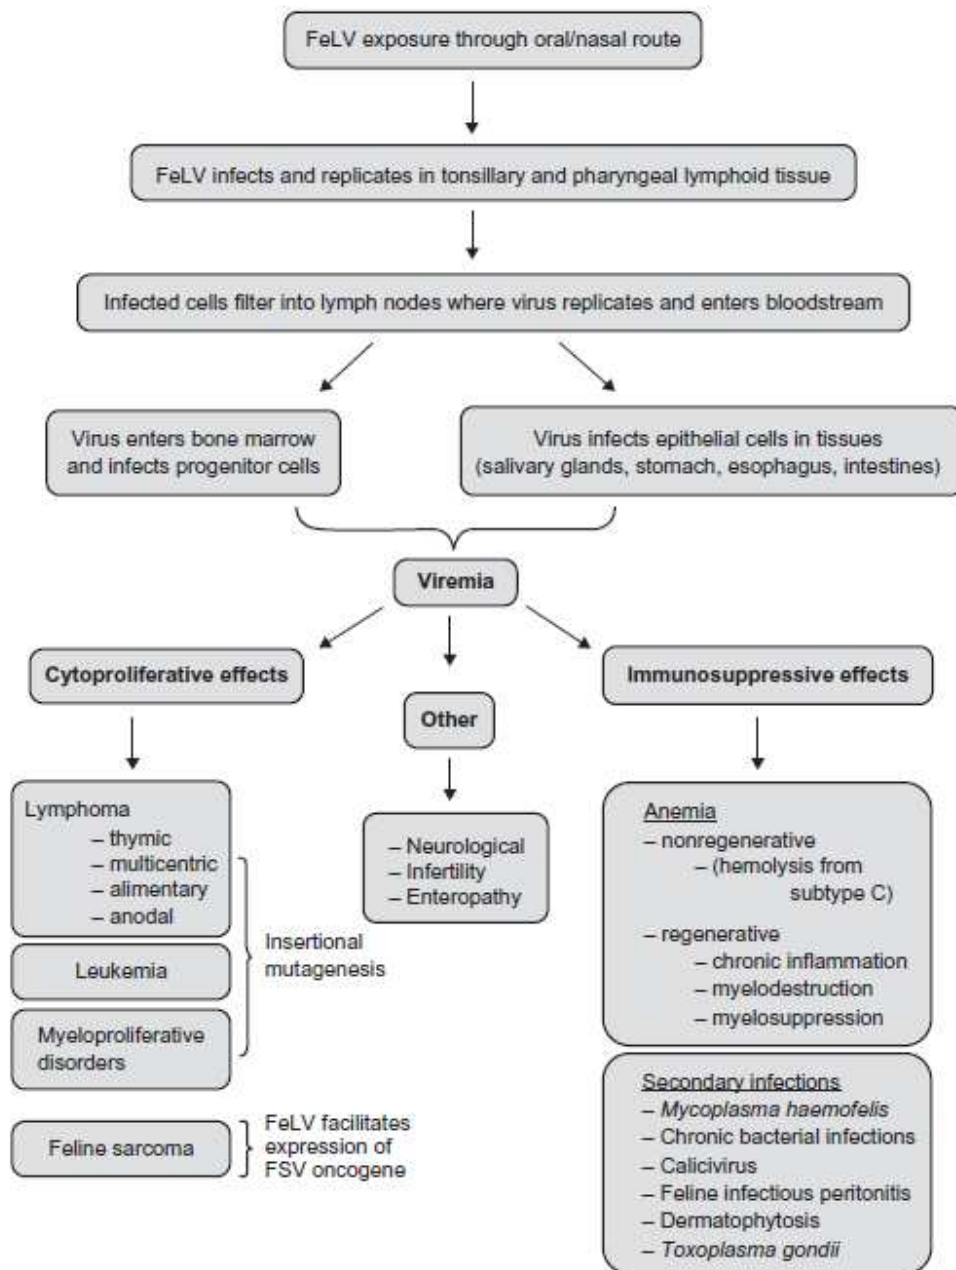 FeLV exposure through oral/nasal route
FeLV infects and replicates in tonsillary and pharyngeal lymphoid tissue
Infected cells filter into lymph nodes where virus replicates and enters bloodstream
Virus enters bone marrow
and infects progenitor cells
Virus infects epithelial cells in tissues
(salivary glands, stomach, esophagus, intestines)
Viremia
Cytoproliferative effects
Other
Immunosuppressive effects
Lymphoma
– thymic
– multicentric
– alimentary
– anodal
Leukemia
Myeloproliferative
disorders
Insertional
mutagenesis
Feline sarcoma
FeLV facilitates
expression of
FSV oncogene
– Neurological
– Infertility
– Enteropathy
Anemia
– nonregenerative
– (hemolysis from
subtype C)
– regenerative
– chronic inflammation
– myelodestruction
– myelosuppression
Secondary infections
– Mycoplasma haemofelis
– Chronic bacterial infections
– Calicivirus
– Feline infectious peritonitis
– Dermatophytosis
– Toxoplasma gondii